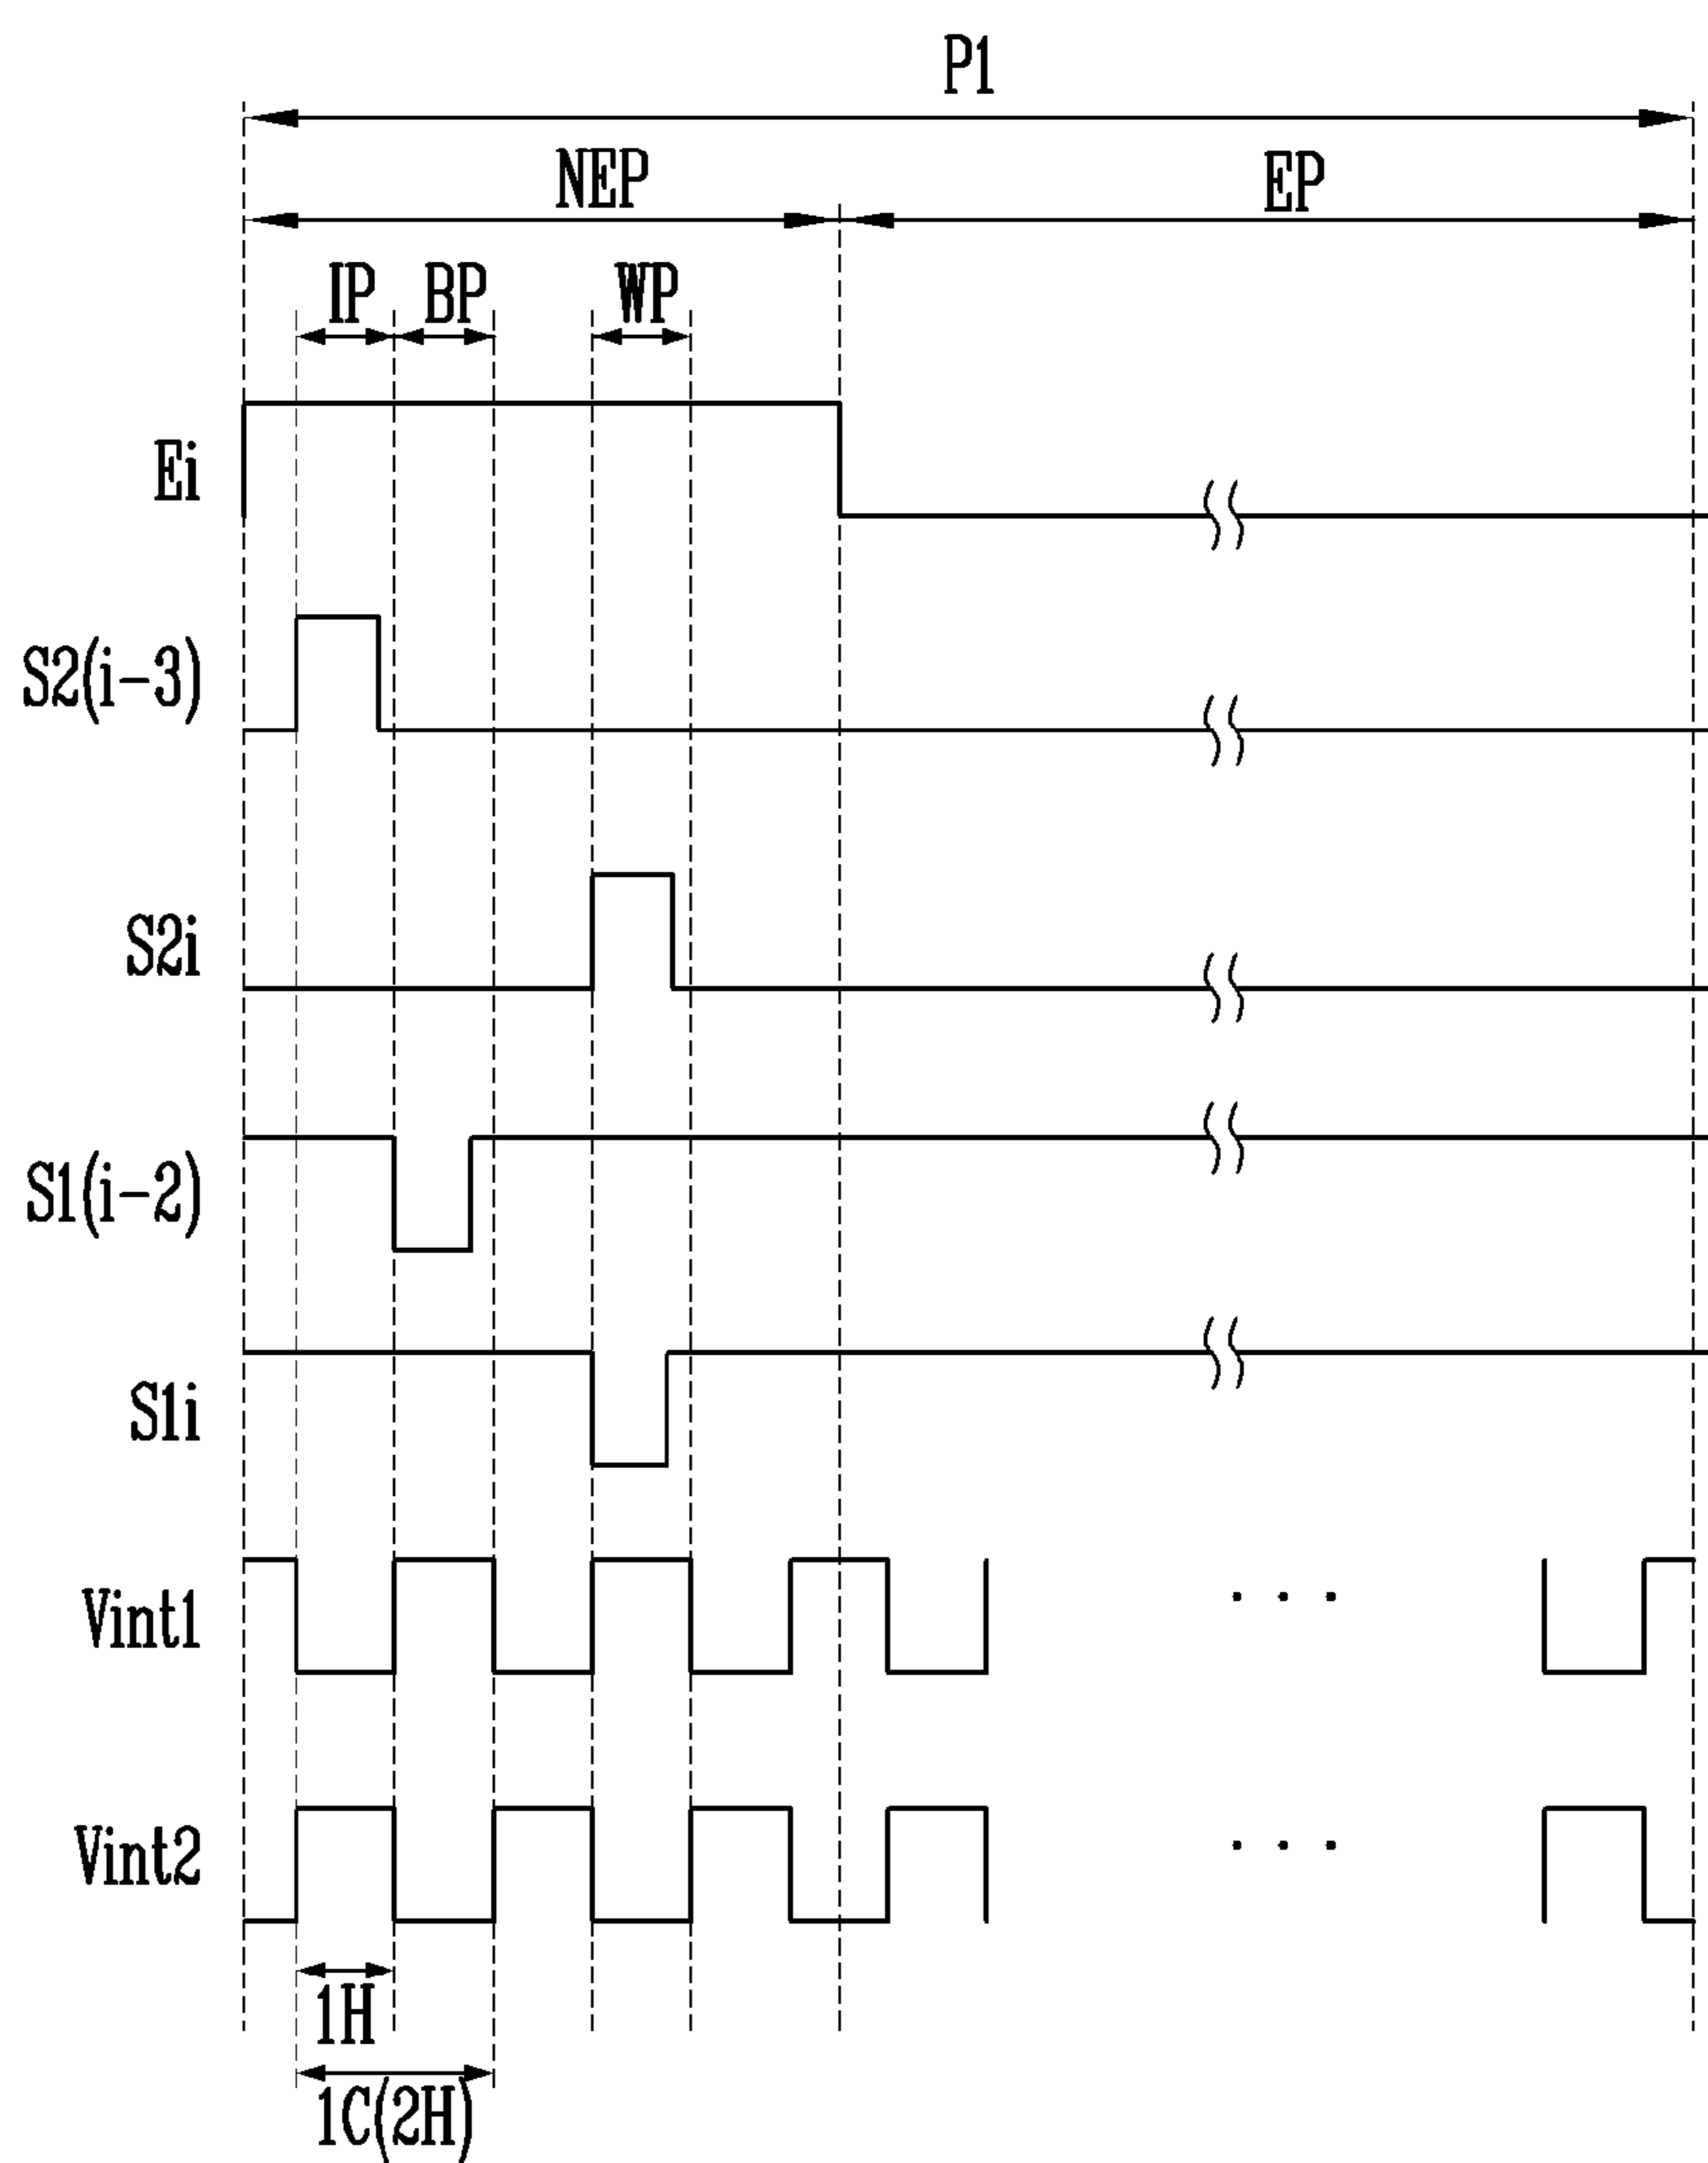 P1
NEP EP
IP BP WP
Ei
S2(i-3)
S2i
S1(i-2)
S1i
Vint1
. . .
Vint2
. . .
1H
1C(2H)